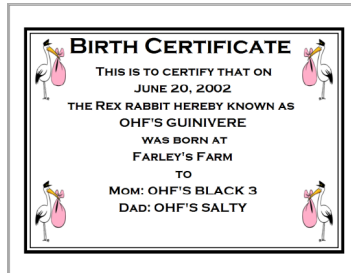 BIRTH CERTIFICATE
THIS IS TO CERTIFY THAT ON
JUNE 20, 2002
THE REX RABBIT HEREBY KNOWN AS
OHF'S GUINIVERE
WAS BORN AT
FARLEY'S FARM
TO
MOM: OHF'S BLACK 3
DAD: OHF'S SALTY